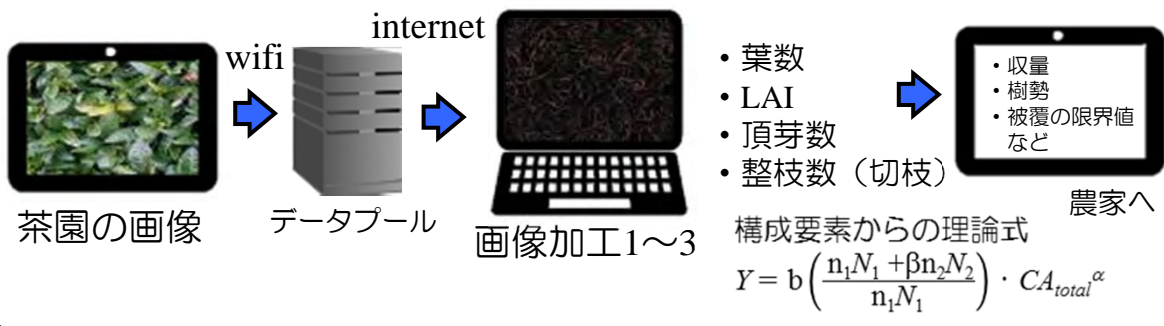 茶園の画像
wifi
データプール
internet
画像加工1～3
・葉数
・LAI
・頂芽数
・整枝数（切枝）
・収量
・樹勢
・被覆の限界値
など
農家へ
構成要素からの理論式
Y = b(n₁N₁ +βn₂N₂ / n₁N₁) · CA_total^α